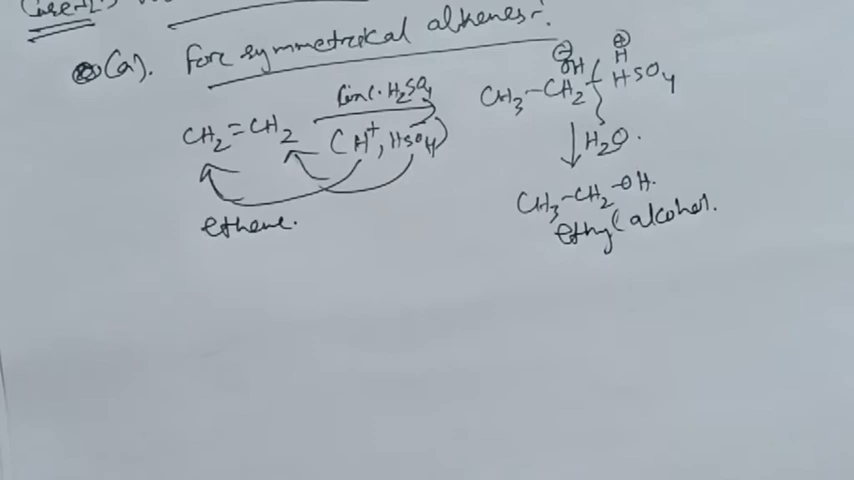 (a). For symmetrical alkenes:-
CH2=CH2 Conc. H2SO4 (H+, HSO4)
ethene.
⊖ ⊕
OH H
CH3-CH2 HSO4
↓ H2O.
CH3-CH2-OH.
ethyl alcohol.